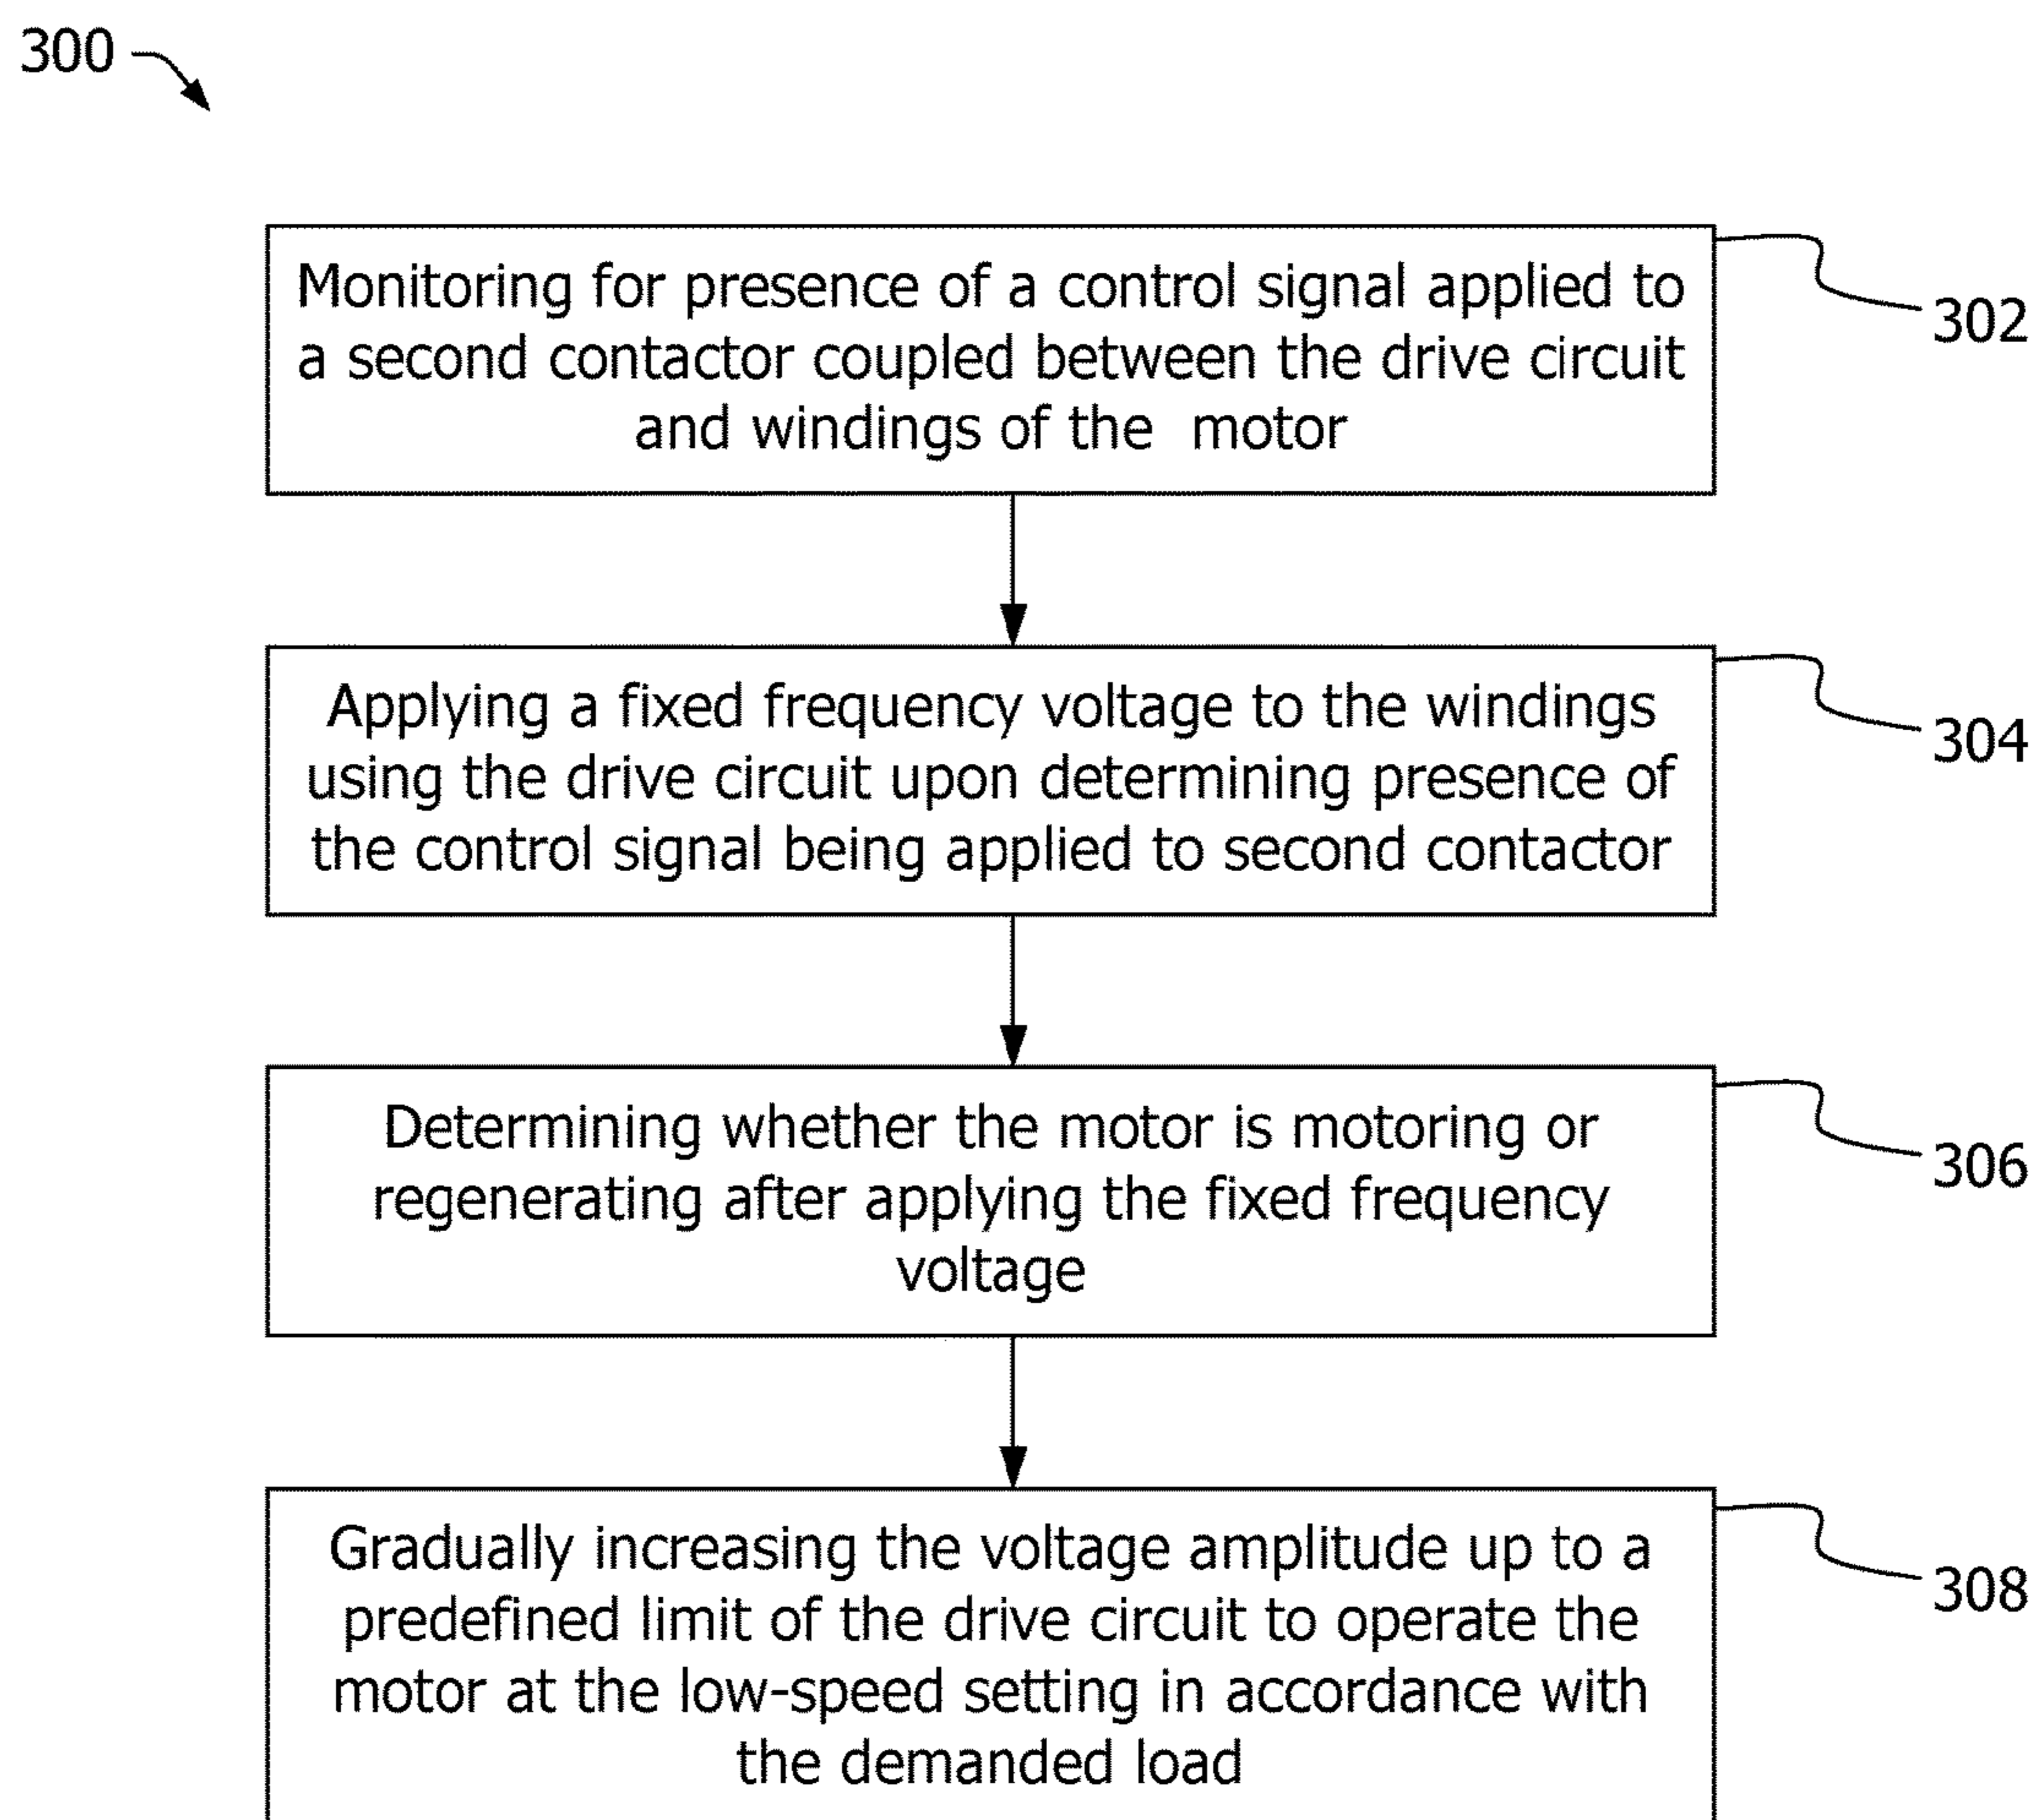 300
Monitoring for presence of a control signal applied to
a second contactor coupled between the drive circuit
and windings of the motor
302
Applying a fixed frequency voltage to the windings
using the drive circuit upon determining presence of
the control signal being applied to second contactor
304
Determining whether the motor is motoring or
regenerating after applying the fixed frequency
voltage
306
Gradually increasing the voltage amplitude up to a
predefined limit of the drive circuit to operate the
motor at the low-speed setting in accordance with
the demanded load
308